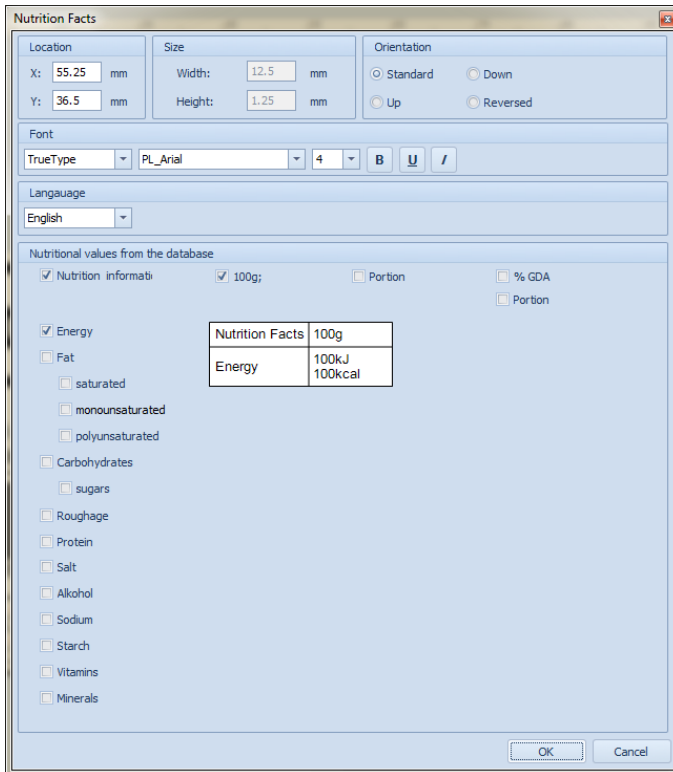 Nutrition Facts
Location
Size
Orientation
X: 55.25 mm
Width: 12.5 mm
Standard
Down
Y: 36.5 mm
Height: 1.25 mm
Up
Reversed
Font
TrueType
PL_Arial
4
B
U
I
Langauage
English
Nutritional values from the database
Nutrition informati
100g;
Portion
% GDA
Portion
Energy
Nutrition Facts 100g
Energy
100kJ
100kcal
Fat
saturated
monounsaturated
polyunsaturated
Carbohydrates
sugars
Roughage
Protein
Salt
Alkohol
Sodium
Starch
Vitamins
Minerals
OK
Cancel